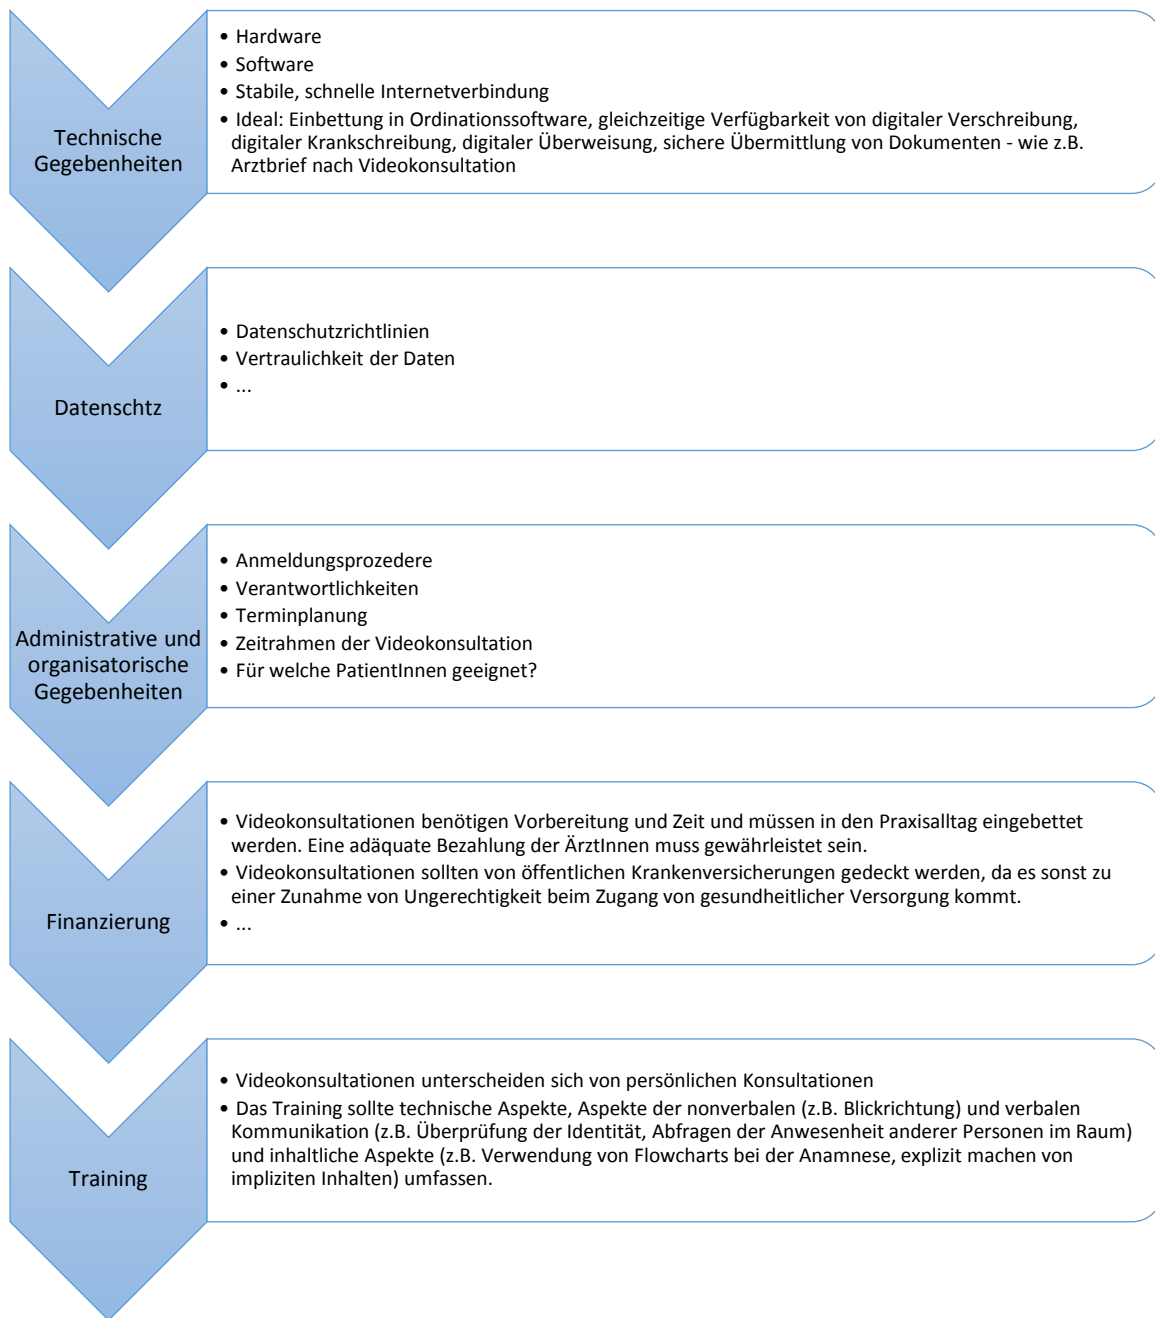 Technische
Gegebenheiten
• Hardware
• Software
• Stabile, schnelle Internetverbindung
• Ideal: Einbettung in Ordinationssoftware, gleichzeitige Verfügbarkeit von digitaler Verschreibung,
digitaler Krankschreibung, digitaler Überweisung, sichere Übermittlung von Dokumenten - wie z.B.
Arztbrief nach Videokonsultation
Datenschtz
• Datenschutzrichtlinien
• Vertraulichkeit der Daten
• ...
Administrative und
organisatorische
Gegebenheiten
• Anmeldungsprozedere
• Verantwortlichkeiten
• Terminplanung
• Zeitrahmen der Videokonsultation
• Für welche PatientInnen geeignet?
Finanzierung
• Videokonsultationen benötigen Vorbereitung und Zeit und müssen in den Praxisalltag eingebettet
werden. Eine adäquate Bezahlung der ÄrztInnen muss gewährleistet sein.
• Videokonsultationen sollten von öffentlichen Krankenversicherungen gedeckt werden, da es sonst zu
einer Zunahme von Ungerechtigkeit beim Zugang von gesundheitlicher Versorgung kommt.
• ...
Training
• Videokonsultationen unterscheiden sich von persönlichen Konsultationen
• Das Training sollte technische Aspekte, Aspekte der nonverbalen (z.B. Blickrichtung) und verbalen
Kommunikation (z.B. Überprüfung der Identität, Abfragen der Anwesenheit anderer Personen im Raum)
und inhaltliche Aspekte (z.B. Verwendung von Flowcharts bei der Anamnese, explizit machen von
impliziten Inhalten) umfassen.